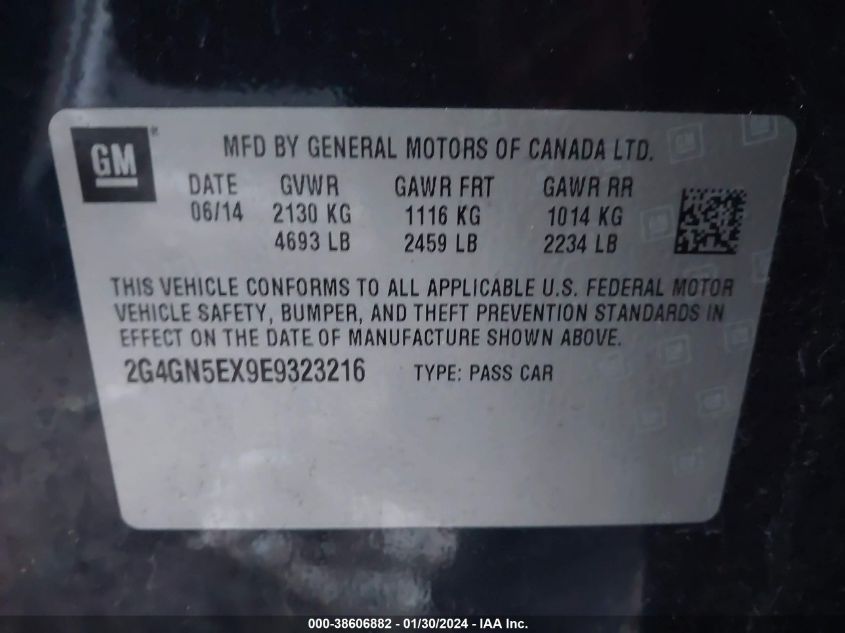 GM®
MFD BY GENERAL MOTORS OF CANADA LTD.
DATE GVWR GAWR FRT GAWR RR
06/14 2130 KG 1116 KG 1014 KG
4693 LB 2459 LB 2234 LB
THIS VEHICLE CONFORMS TO ALL APPLICABLE U.S. FEDERAL MOTOR
VEHICLE SAFETY, BUMPER, AND THEFT PREVENTION STANDARDS IN
EFFECT ON THE DATE OF MANUFACTURE SHOWN ABOVE.
2G4GN5EX9E9323216 TYPE: PASS CAR
000-38606882 - 01/30/2024 - IAA Inc.